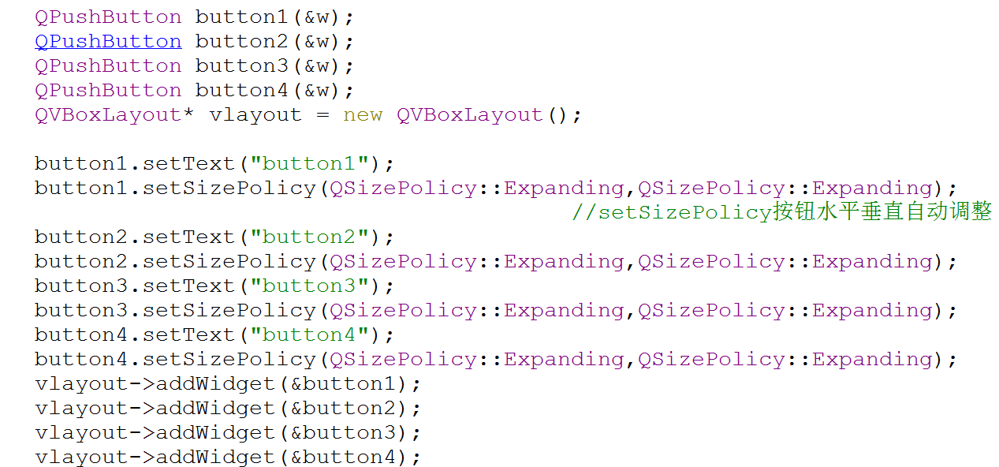 QPushButton button1(&w);
QPushButton button2(&w);
QPushButton button3(&w);
QPushButton button4(&w);
QVBoxLayout* vlayout = new QVBoxLayout();
button1.setText("button1");
button1.setSizePolicy(QSizePolicy::Expanding,QSizePolicy::Expanding);
//setSizePolicy按钮水平垂直自动调整
button2.setText("button2");
button2.setSizePolicy(QSizePolicy::Expanding,QSizePolicy::Expanding);
button3.setText("button3");
button3.setSizePolicy(QSizePolicy::Expanding,QSizePolicy::Expanding);
button4.setText("button4");
button4.setSizePolicy(QSizePolicy::Expanding,QSizePolicy::Expanding);
vlayout->addWidget(&button1);
vlayout->addWidget(&button2);
vlayout->addWidget(&button3);
vlayout->addWidget(&button4);